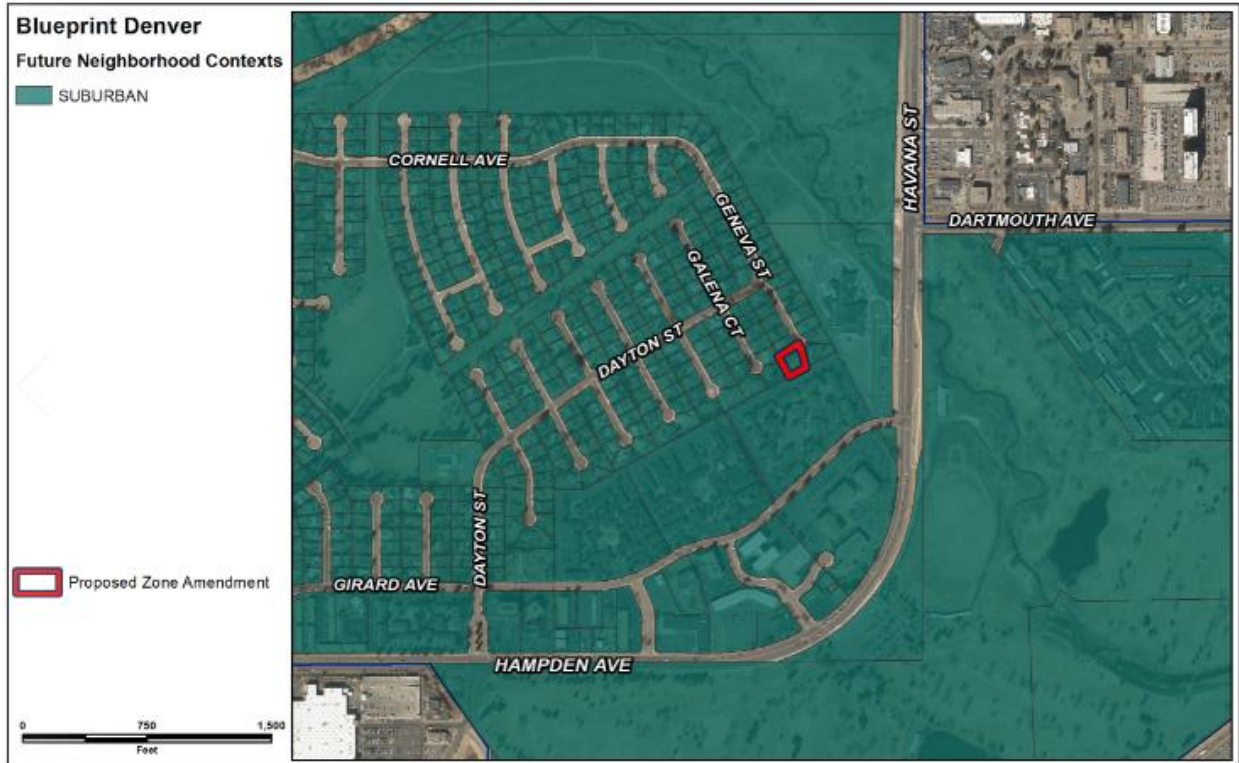 Blueprint Denver
Future Neighborhood Contexts
SUBURBAN
Proposed Zone Amendment
0 750 1,500
Feet
CORNELL AVE
HAVANA ST
GENEVA ST
DARTMOUTH AVE
GALENA CT
DAYTON ST
DAYTON ST
GIRARD AVE
HAMPDEN AVE